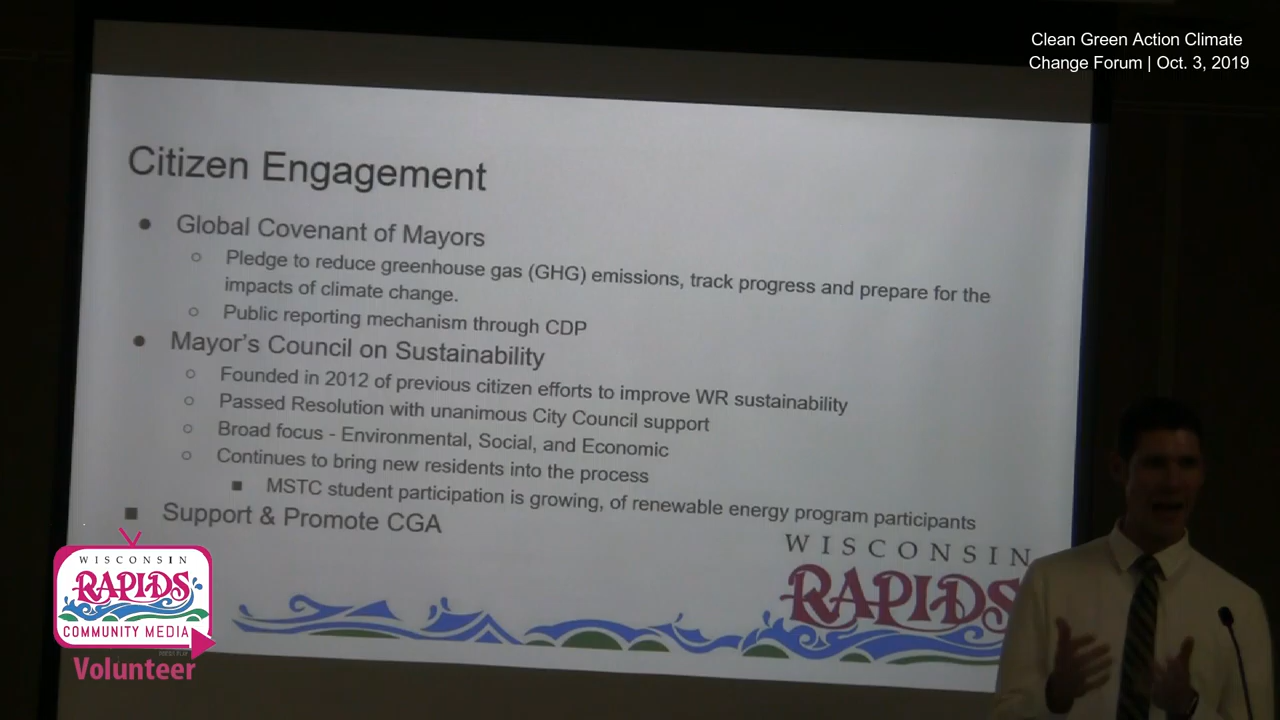 Clean Green Action Climate
Change Forum | Oct. 3, 2019
Citizen Engagement
● Global Covenant of Mayors
○ Pledge to reduce greenhouse gas (GHG) emissions, track progress and prepare for the
impacts of climate change.
○ Public reporting mechanism through CDP
● Mayor's Council on Sustainability
○ Founded in 2012 of previous citizen efforts to improve WR sustainability
○ Passed Resolution with unanimous City Council support
○ Broad focus - Environmental, Social, and Economic
○ Continues to bring new residents into the process
■ MSTC student participation is growing, of renewable energy program participants
■ Support & Promote CGA
WISCONSIN
RAPIDS
WISCONSIN
RAPIDS
COMMUNITY MEDIA
Volunteer